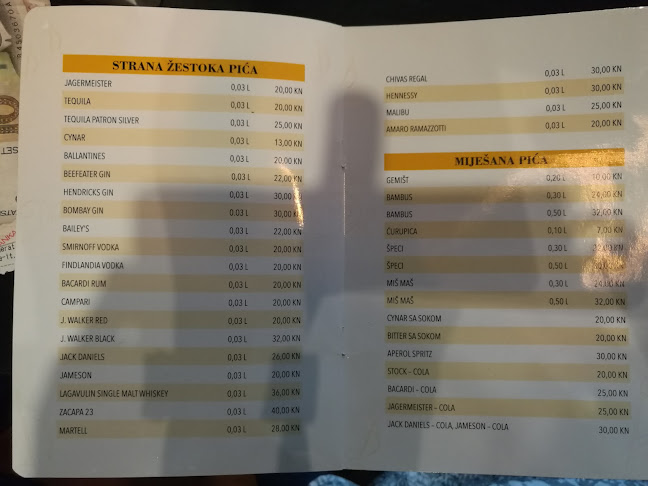 STRANA ŽESTOKA PIĆA
JAGERMEISTER 0,03 L 20,00 KN
TEQUILA 0,03 L 20,00 KN
TEQUILA PATRON SILVER 0,03 L 25,00 KN
CYNAR 0,03 L 13,00 KN
BALLANTINES 0,03 L 20,00 KN
BEEFEATER GIN 0,03 L 22,00 KN
HENDRICKS GIN 0,03 L 30,00 KN
BOMBAY GIN 0,03 L 30,00 KN
BAILEY'S 0,03 L 22,00 KN
SMIRNOFF VODKA 0,03 L 20,00 KN
FINDLANDIA VODKA 0,03 L 20,00 KN
BACARDI RUM 0,03 L 20,00 KN
CAMPARI 0,03 L 20,00 KN
J. WALKER RED 0,03 L 20,00 KN
J. WALKER BLACK 0,03 L 32,00 KN
JACK DANIELS 0,03 L 26,00 KN
JAMESON 0,03 L 20,00 KN
LAGAVULIN SINGLE MALT WHISKEY 0,03 L 36,00 KN
ZACAPA 23 0,03 L 40,00 KN
MARTELL 0,03 L 28,00 KN
CHIVAS REGAL 0,03 L 30,00 KN
HENNESSY 0,03 L 30,00 KN
MALIBU 0,03 L 25,00 KN
AMARO RAMAZZOTTI 0,03 L 20,00 KN
MIJEŠANA PIĆA
GEMIŠT 0,20 L 10,00 KN
BAMBUS 0,30 L 24,00 KN
BAMBUS 0,50 L 32,00 KN
ĆURUPICA 0,10 L 7,00 KN
ŠPECI 0,30 L KN
ŠPECI 0,50 L KN
MIŠ MAŠ 0,30 L 24,00 KN
MIŠ MAŠ 0,50 L 32,00 KN
CYNAR SA SOKOM 20,00 KN
BITTER SA SOKOM 20,00 KN
APEROL SPRITZ 30,00 KN
STOCK - COLA 20,00 KN
BACARDI - COLA 25,00 KN
JAGERMEISTER - COLA 25,00 KN
JACK DANIELS - COLA, JAMESON - COLA 30,00 KN